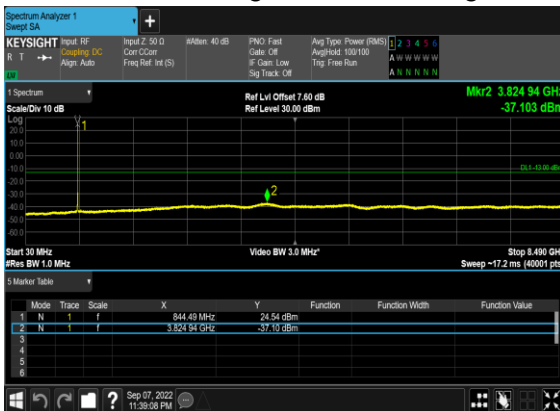 Spectrum Analyzer 1
Swept SA
KEYSIGHT Input: RF Input Z: 50 Ω #Atten: 40 dB PNO: Fast Avg Type: Power (RMS) 1 2 3 4 5 6
R T Coupling: DC Corr CCorr Gate: Off Avg|Hold: 100/100 A W W W W W
Align: Auto Freq Ref: Int (S) IF Gain: Low Trig: Free Run
LV Sig Track: Off A N N N N N
1 Spectrum Ref Lvl Offset 7.60 dB Mkr2 3.824 94 GHz
Scale/Div 10 dB Ref Level 30.00 dBm -37.103 dBm
Log
20.0
10.0
0.00
-10.0
-20.0
-30.0
-40.0
-50.0
-60.0
1
DL1 -13.00 dBm
2
Start 30 MHz Video BW 3.0 MHz* Stop 8.490 GHz
#Res BW 1.0 MHz Sweep ~17.2 ms (40001 pts)
5 Marker Table
Mode Trace Scale X Y Function Function Width Function Value
1 N 1 f 844.49 MHz 24.54 dBm
2 N 1 f 3.824 94 GHz -37.10 dBm
3
4
5
6
? Sep 07, 2022
11:39:08 PM